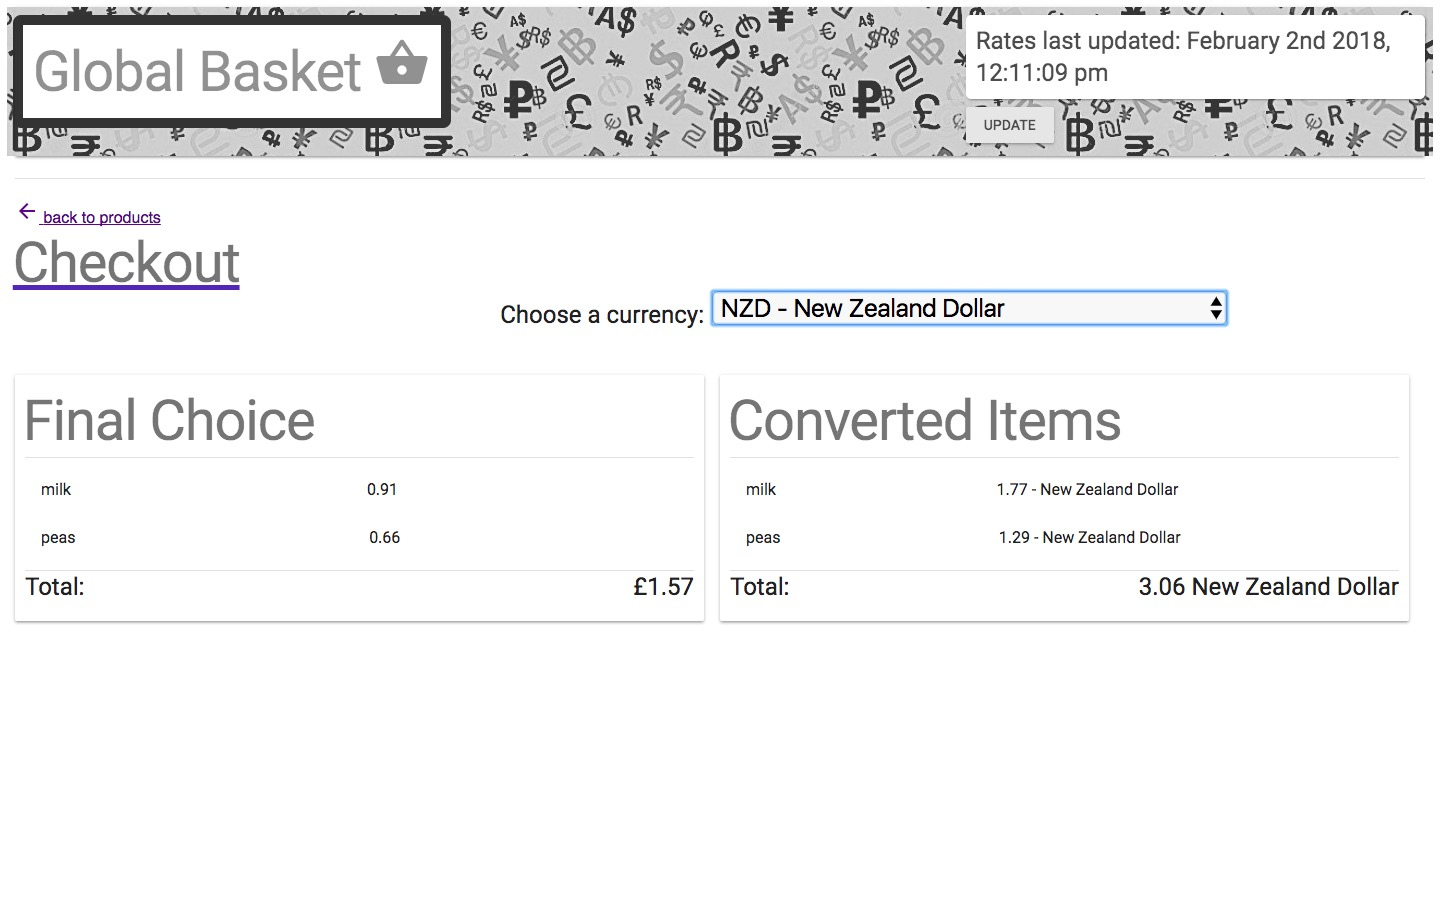 Global Basket
Rates last updated: February 2nd 2018,
12:11:09 pm
UPDATE
back to products
Checkout
Choose a currency: NZD - New Zealand Dollar
Final Choice
milk 0.91
peas 0.66
Total: £1.57
Converted Items
milk 1.77 - New Zealand Dollar
peas 1.29 - New Zealand Dollar
Total: 3.06 New Zealand Dollar